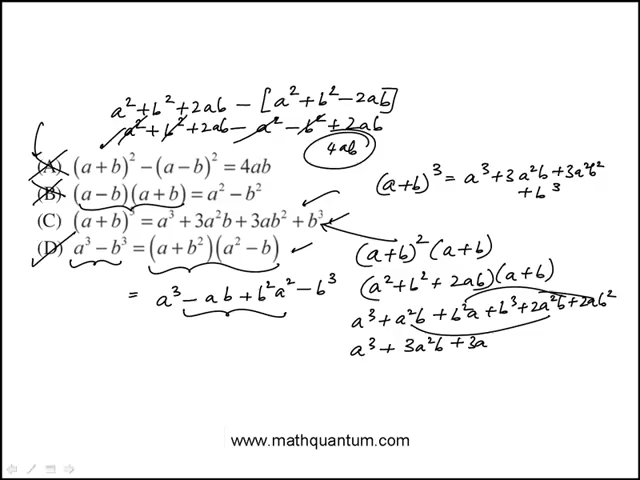 a² + b² + 2ab − [a² + b² − 2ab]
a² + b² + 2ab − a² − b² + 2ab
4ab
(A) (a + b)² − (a − b)² = 4ab
(B) (a − b)(a + b) = a² − b²
(C) (a + b)³ = a³ + 3a²b + 3ab² + b³
(D) a³ − b³ = (a + b²)(a² − b)
= a³ − ab + b²a² − b³
(a+b)³ = a³ + 3a²b + 3a²b²
+ b³
(a+b)² (a+b)
(a² + b² + 2ab)(a+b)
a³ + a²b + b²a + b³ + 2a²b + 2ab²
a³ + 3a²b + 3a
www.mathquantum.com